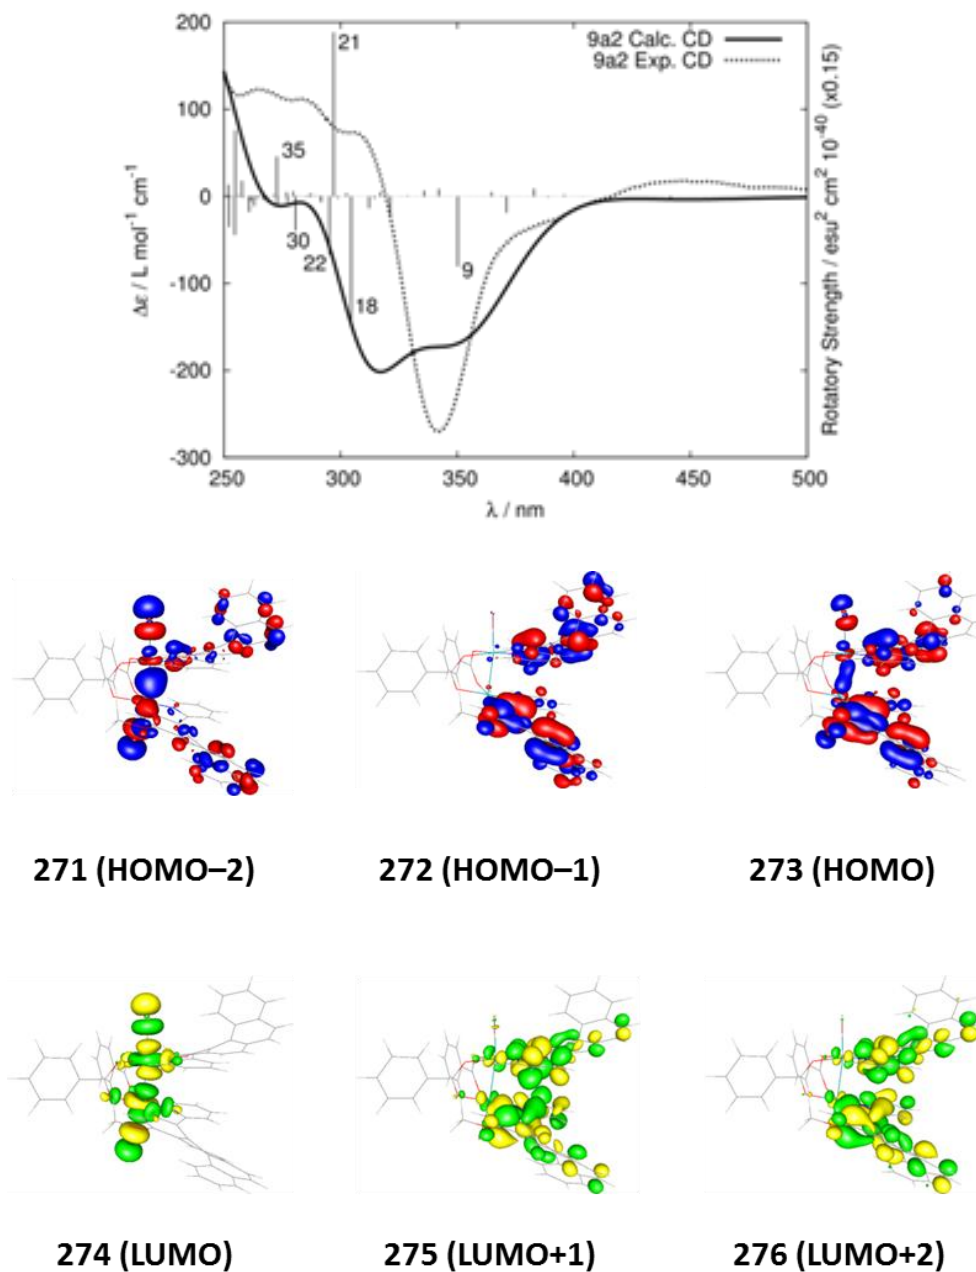 200
100
0
-100
-200
-300
Δε / L mol⁻¹ cm⁻¹
9a2 Calc. CD
9a2 Exp. CD
21
35
30
22
18
9
Rotatory Strength / esu² cm² 10⁻⁴⁰ (x0.15)
250 300 350 400 450 500
λ / nm
271 (HOMO–2) 272 (HOMO–1) 273 (HOMO)
274 (LUMO) 275 (LUMO+1) 276 (LUMO+2)